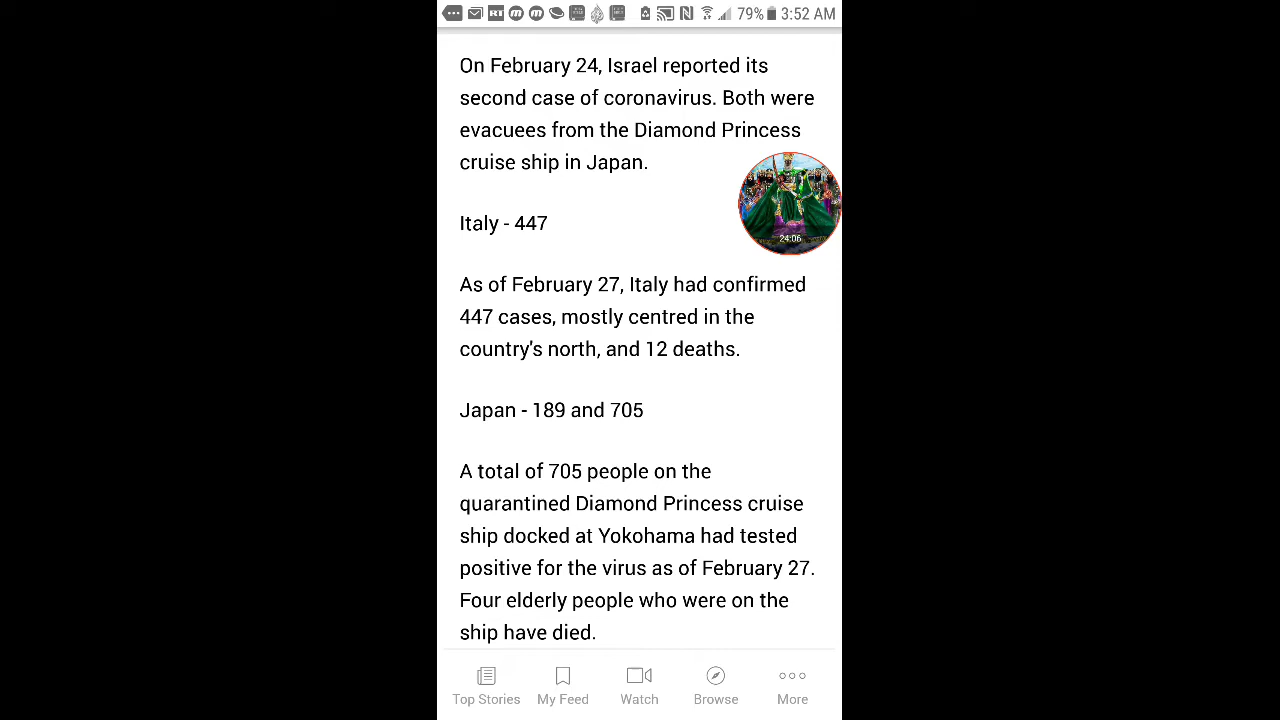 79% 3:52 AM
On February 24, Israel reported its
second case of coronavirus. Both were
evacuees from the Diamond Princess
cruise ship in Japan.
24:06
Italy - 447
As of February 27, Italy had confirmed
447 cases, mostly centred in the
country's north, and 12 deaths.
Japan - 189 and 705
A total of 705 people on the
quarantined Diamond Princess cruise
ship docked at Yokohama had tested
positive for the virus as of February 27.
Four elderly people who were on the
ship have died.
Top Stories My Feed Watch Browse More